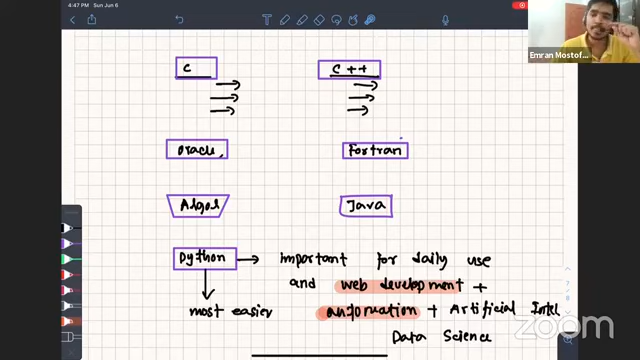 4:47 PM Sun Jun 6
Emran Mostof...
C
C++
Oracle,
Fortran
Algol
Java
Python → important for daily use
and web development +
most easier
automation + Artificial Intel
Data Science
zoom